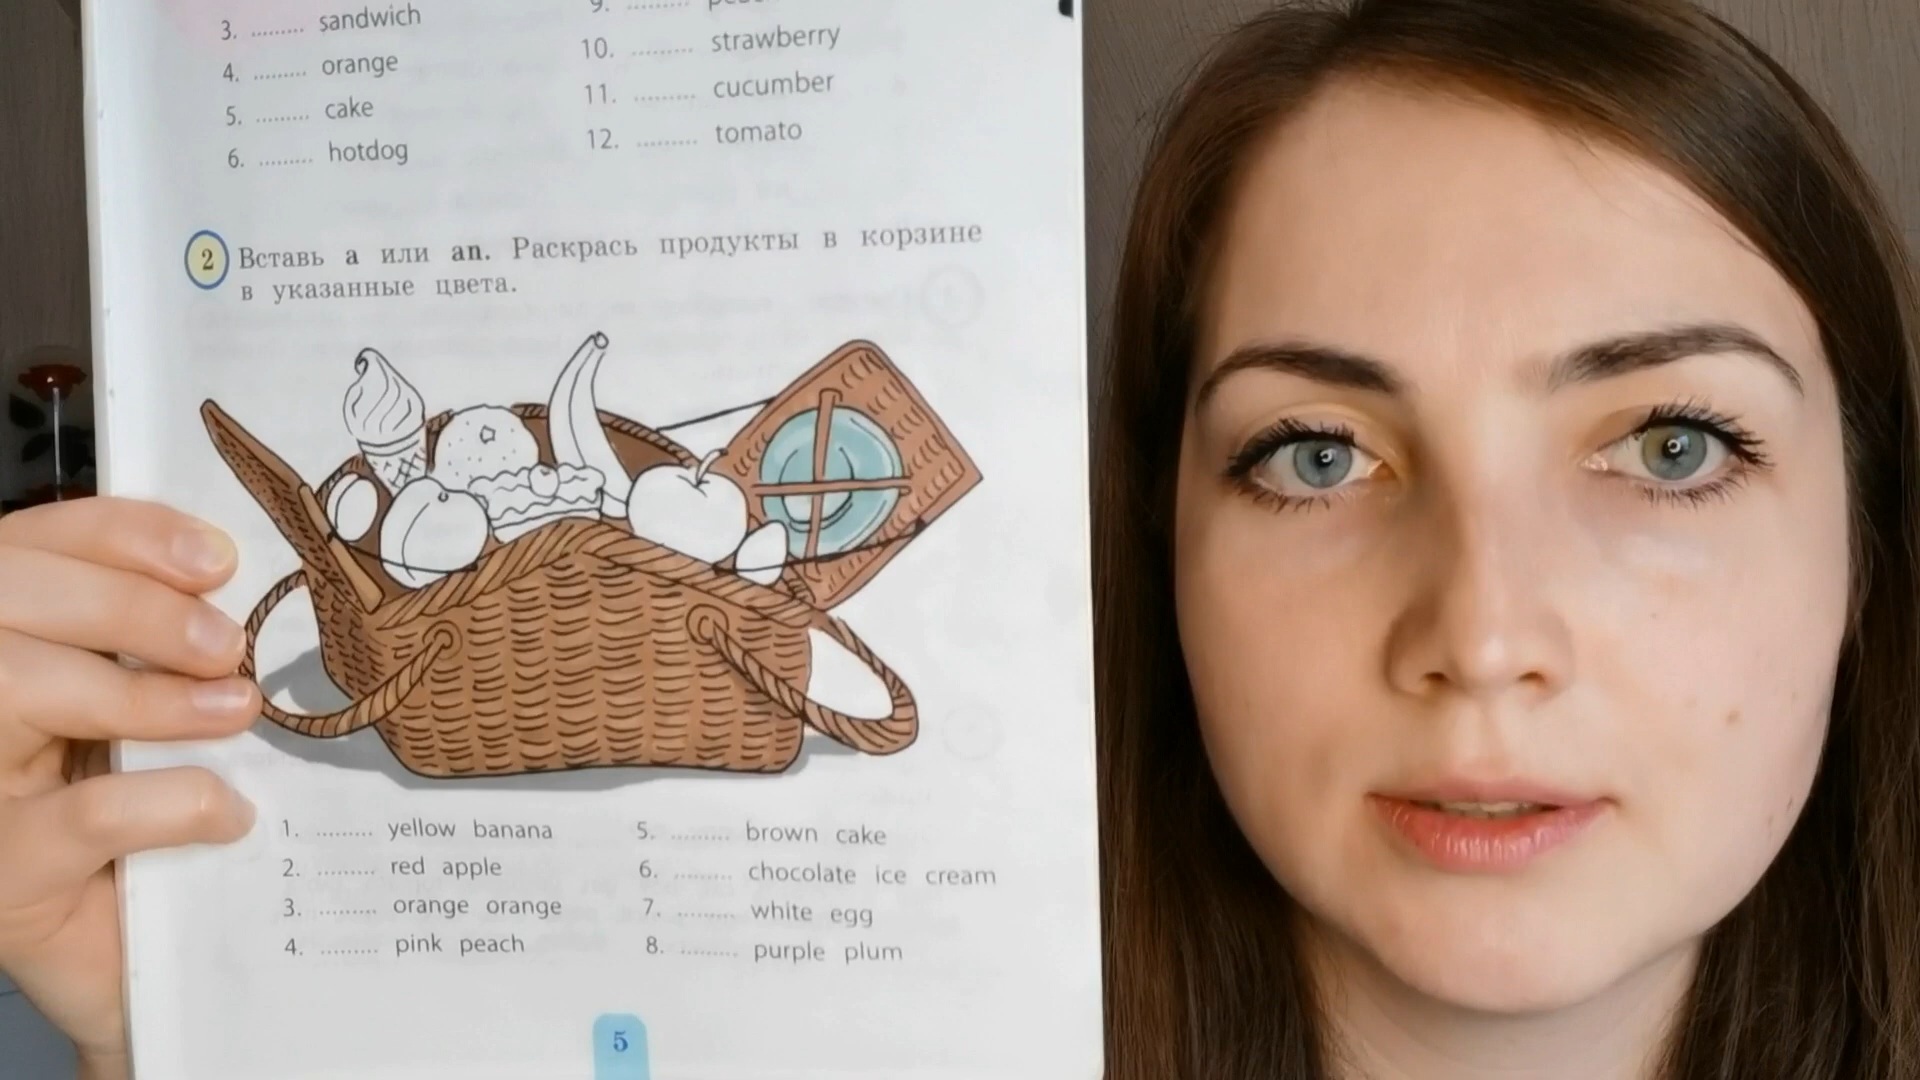 3. ......... sandwich
4. ......... orange
5. ......... cake
6. ......... hotdog
9. .........
10. ......... strawberry
11. ......... cucumber
12. ......... tomato
2 Вставь a или an. Раскрась продукты в корзине
в указанные цвета.
1. ......... yellow banana
2. ......... red apple
3. ......... orange orange
4. ......... pink peach
5. ......... brown cake
6. ......... chocolate ice cream
7. ......... white egg
8. ......... purple plum
5